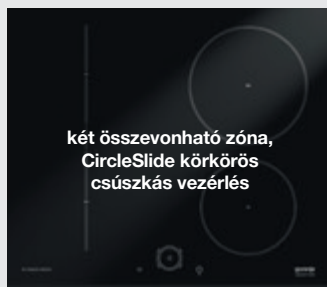 két összevonható zóna,
CircleSlide körkörös
csúszkás vezérlés